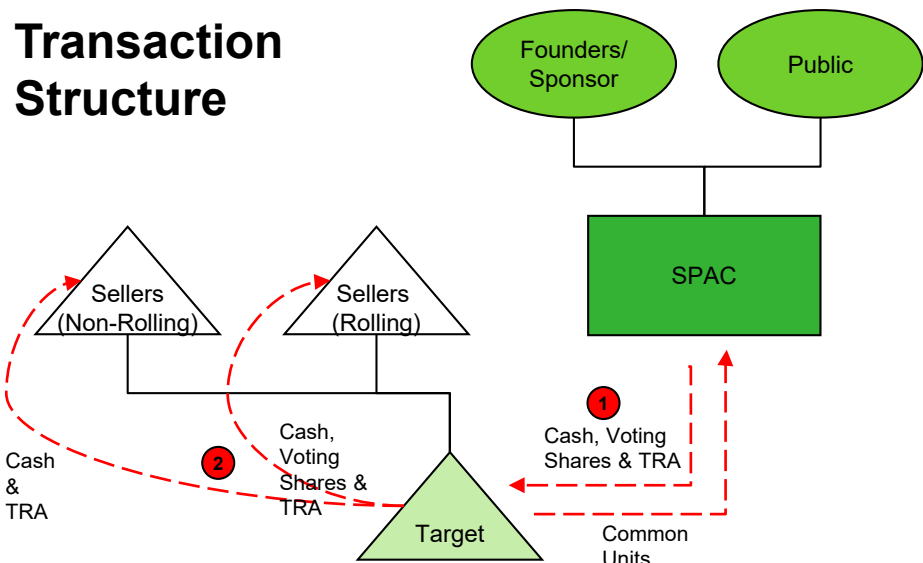 Transaction
Structure
Founders/
Sponsor
Public
SPAC
Sellers
(Non-Rolling)
Sellers
(Rolling)
1
Cash, Voting
Shares & TRA
2
Cash,
Voting
Shares &
TRA
Cash
&
TRA
Target
Common
Units